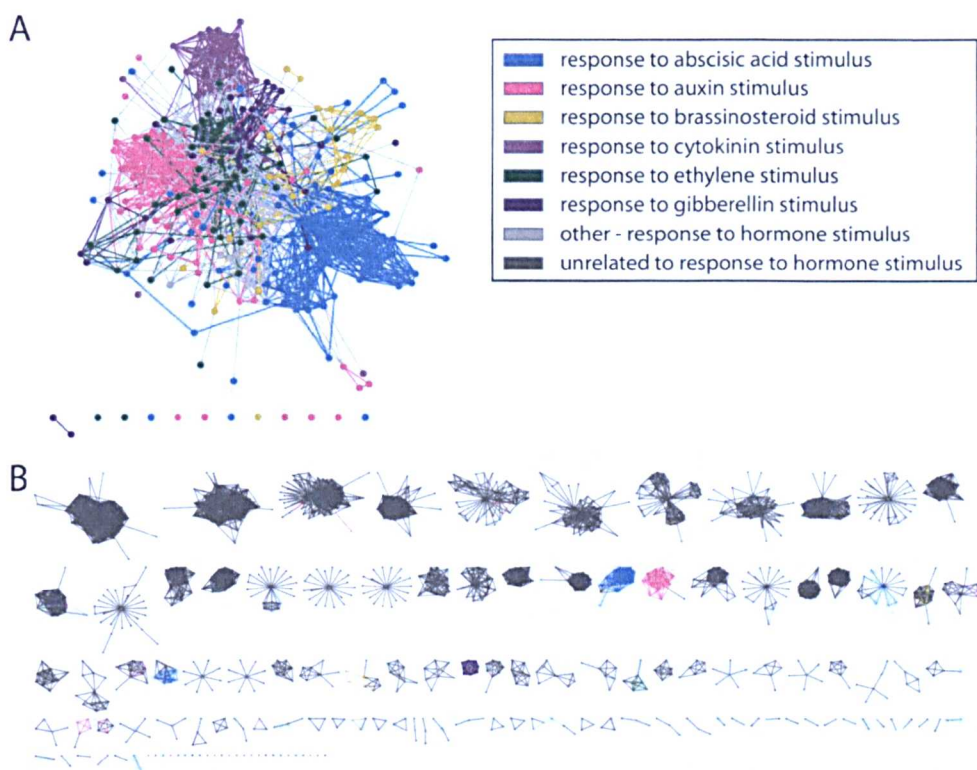 A
response to abscisic acid stimulus
response to auxin stimulus
response to brassinosteroid stimulus
response to cytokinin stimulus
response to ethylene stimulus
response to gibberellin stimulus
other - response to hormone stimulus
unrelated to response to hormone stimulus
B